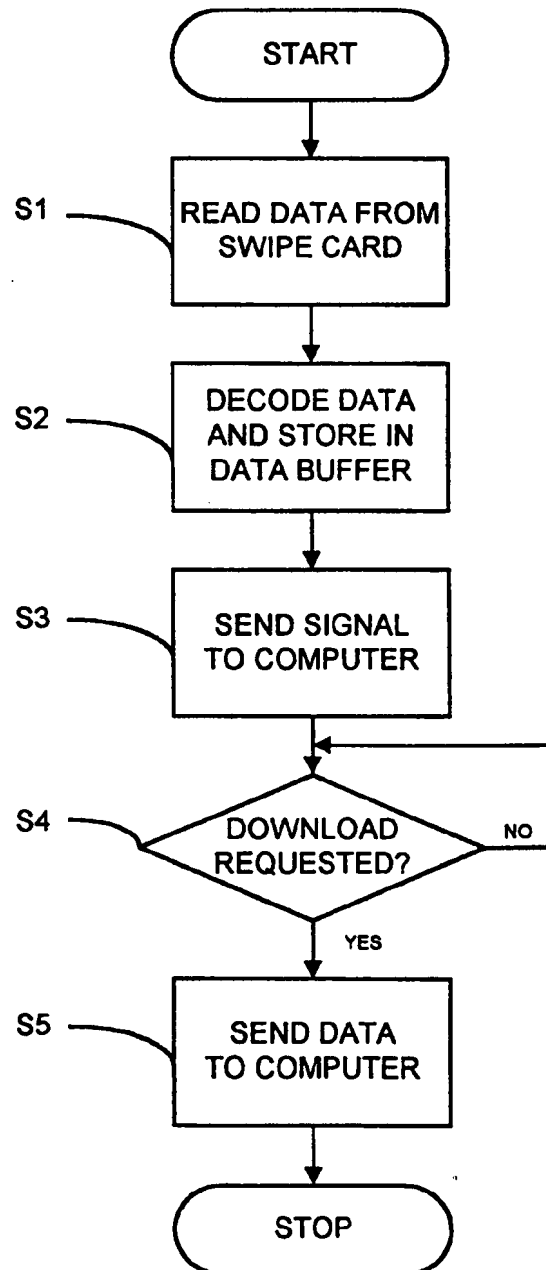 START
S1
READ DATA FROM
SWIPE CARD
S2
DECODE DATA
AND STORE IN
DATA BUFFER
S3
SEND SIGNAL
TO COMPUTER
S4
DOWNLOAD
REQUESTED?
NO
YES
S5
SEND DATA
TO COMPUTER
STOP